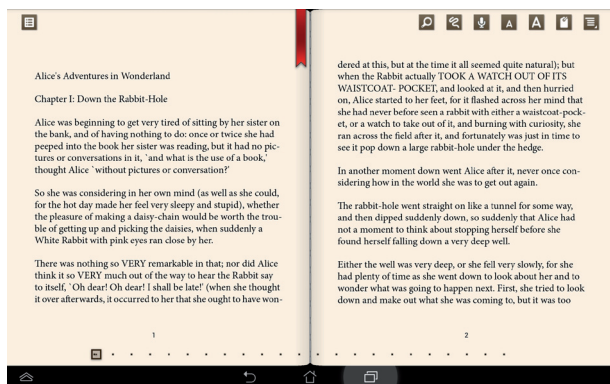 Alice's Adventures in Wonderland
Chapter I: Down the Rabbit-Hole
Alice was beginning to get very tired of sitting by her sister on
the bank, and of having nothing to do: once or twice she had
peeped into the book her sister was reading, but it had no pic-
tures or conversations in it, `and what is the use of a book,'
thought Alice `without pictures or conversation?'
So she was considering in her own mind (as well as she could,
for the hot day made her feel very sleepy and stupid), whether
the pleasure of making a daisy-chain would be worth the trou-
ble of getting up and picking the daisies, when suddenly a
White Rabbit with pink eyes ran close by her.
There was nothing so VERY remarkable in that; nor did Alice
think it so VERY much out of the way to hear the Rabbit say
to itself, `Oh dear! Oh dear! I shall be late!' (when she thought
it over afterwards, it occurred to her that she ought to have won-
1
dered at this, but at the time it all seemed quite natural); but
when the Rabbit actually TOOK A WATCH OUT OF ITS
WAISTCOAT- POCKET, and looked at it, and then hurried
on, Alice started to her feet, for it flashed across her mind that
she had never before seen a rabbit with either a waistcoat-pock-
et, or a watch to take out of it, and burning with curiosity, she
ran across the field after it, and fortunately was just in time to
see it pop down a large rabbit-hole under the hedge.
In another moment down went Alice after it, never once con-
sidering how in the world she was to get out again.
The rabbit-hole went straight on like a tunnel for some way,
and then dipped suddenly down, so suddenly that Alice had
not a moment to think about stopping herself before she
found herself falling down a very deep well.
Either the well was very deep, or she fell very slowly, for she
had plenty of time as she went down to look about her and to
wonder what was going to happen next. First, she tried to look
down and make out what she was coming to, but it was too
2